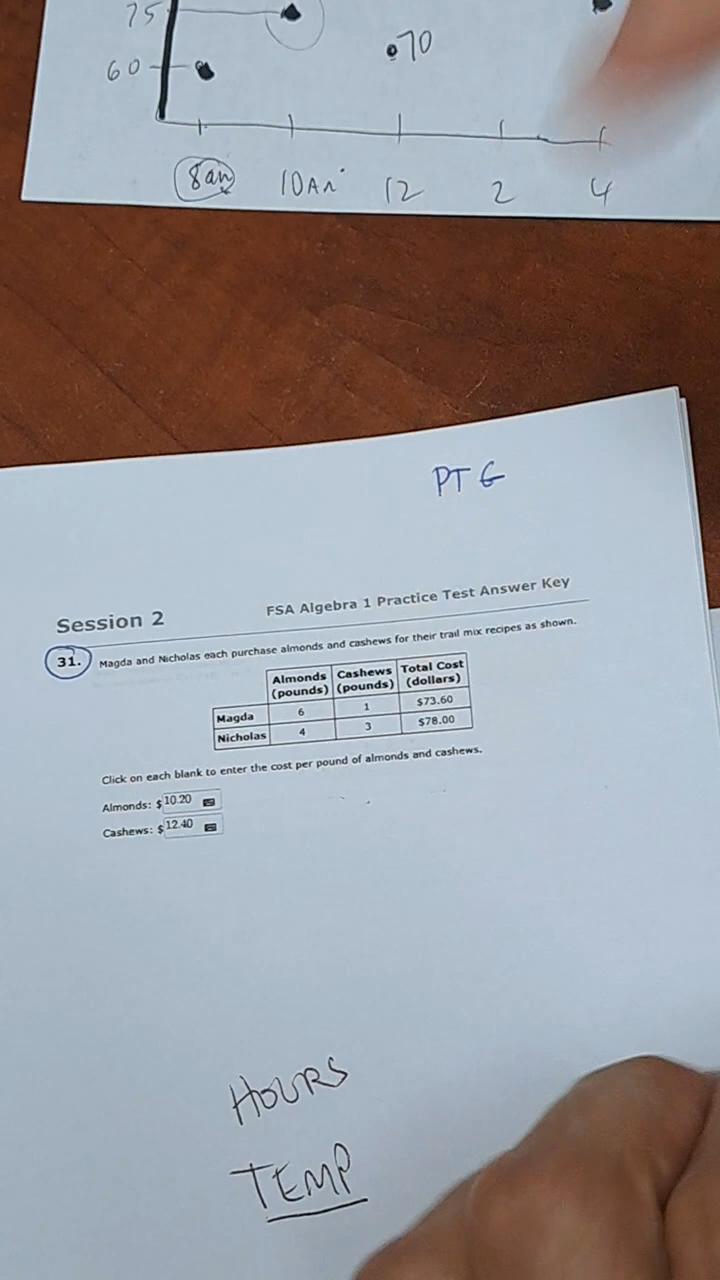 75
70
60
8am 10AM 12 2 4
PT G
Session 2
FSA Algebra 1 Practice Test Answer Key
31. Magda and Nicholas each purchase almonds and cashews for their trail mix recipes as shown.
Almonds (pounds) Cashews (pounds) Total Cost (dollars)
Magda 6 1 $73.60
Nicholas 4 3 $78.00
Click on each blank to enter the cost per pound of almonds and cashews.
Almonds: $ 10.20
Cashews: $ 12.40
HOURS
TEMP